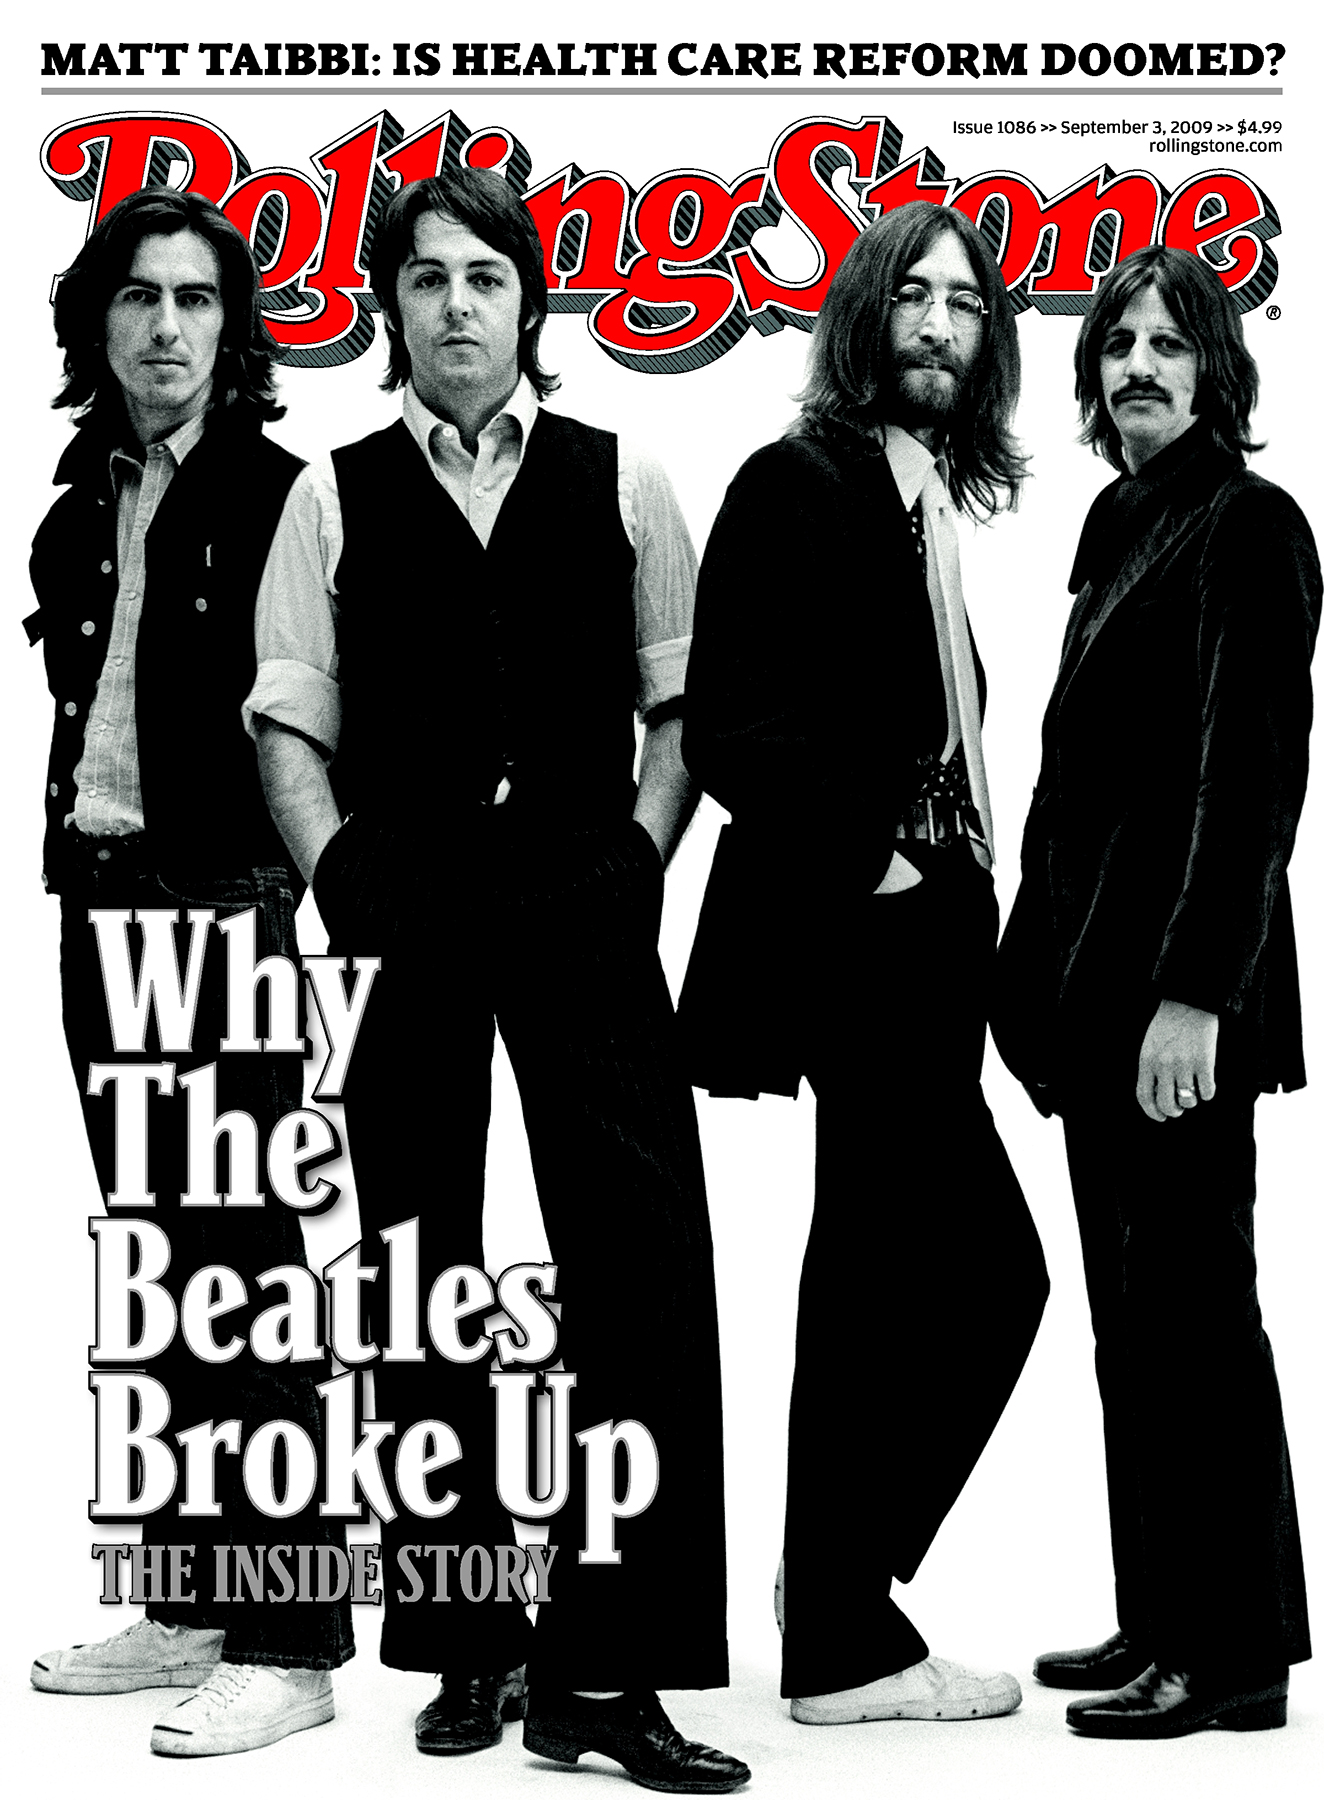 MATT TAIBBI: IS HEALTH CARE REFORM DOOMED?
RollingStone
Issue 1086 >> September 3, 2009 >> $4.99
rollingstone.com
®
Why
The
Beatles
Broke Up
THE INSIDE STORY